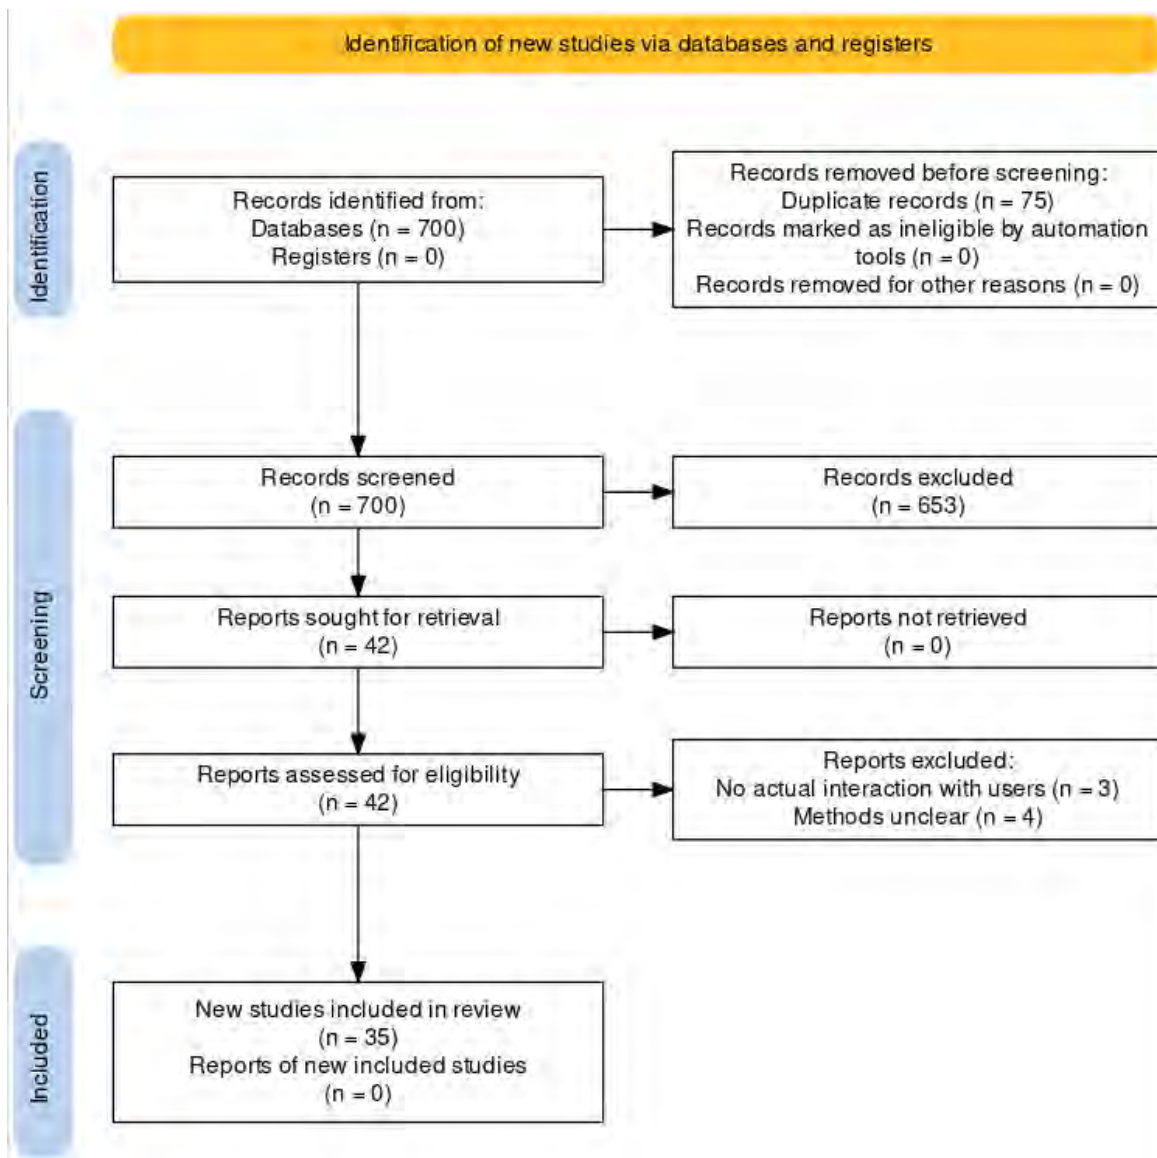 Identification of new studies via databases and registers
Identification
Records identified from:
Databases (n = 700)
Registers (n = 0)
Records removed before screening:
Duplicate records (n = 75)
Records marked as ineligible by automation
tools (n = 0)
Records removed for other reasons (n = 0)
Screening
Records screened
(n = 700)
Records excluded
(n = 653)
Reports sought for retrieval
(n = 42)
Reports not retrieved
(n = 0)
Reports assessed for eligibility
(n = 42)
Reports excluded:
No actual interaction with users (n = 3)
Methods unclear (n = 4)
Included
New studies included in review
(n = 35)
Reports of new included studies
(n = 0)